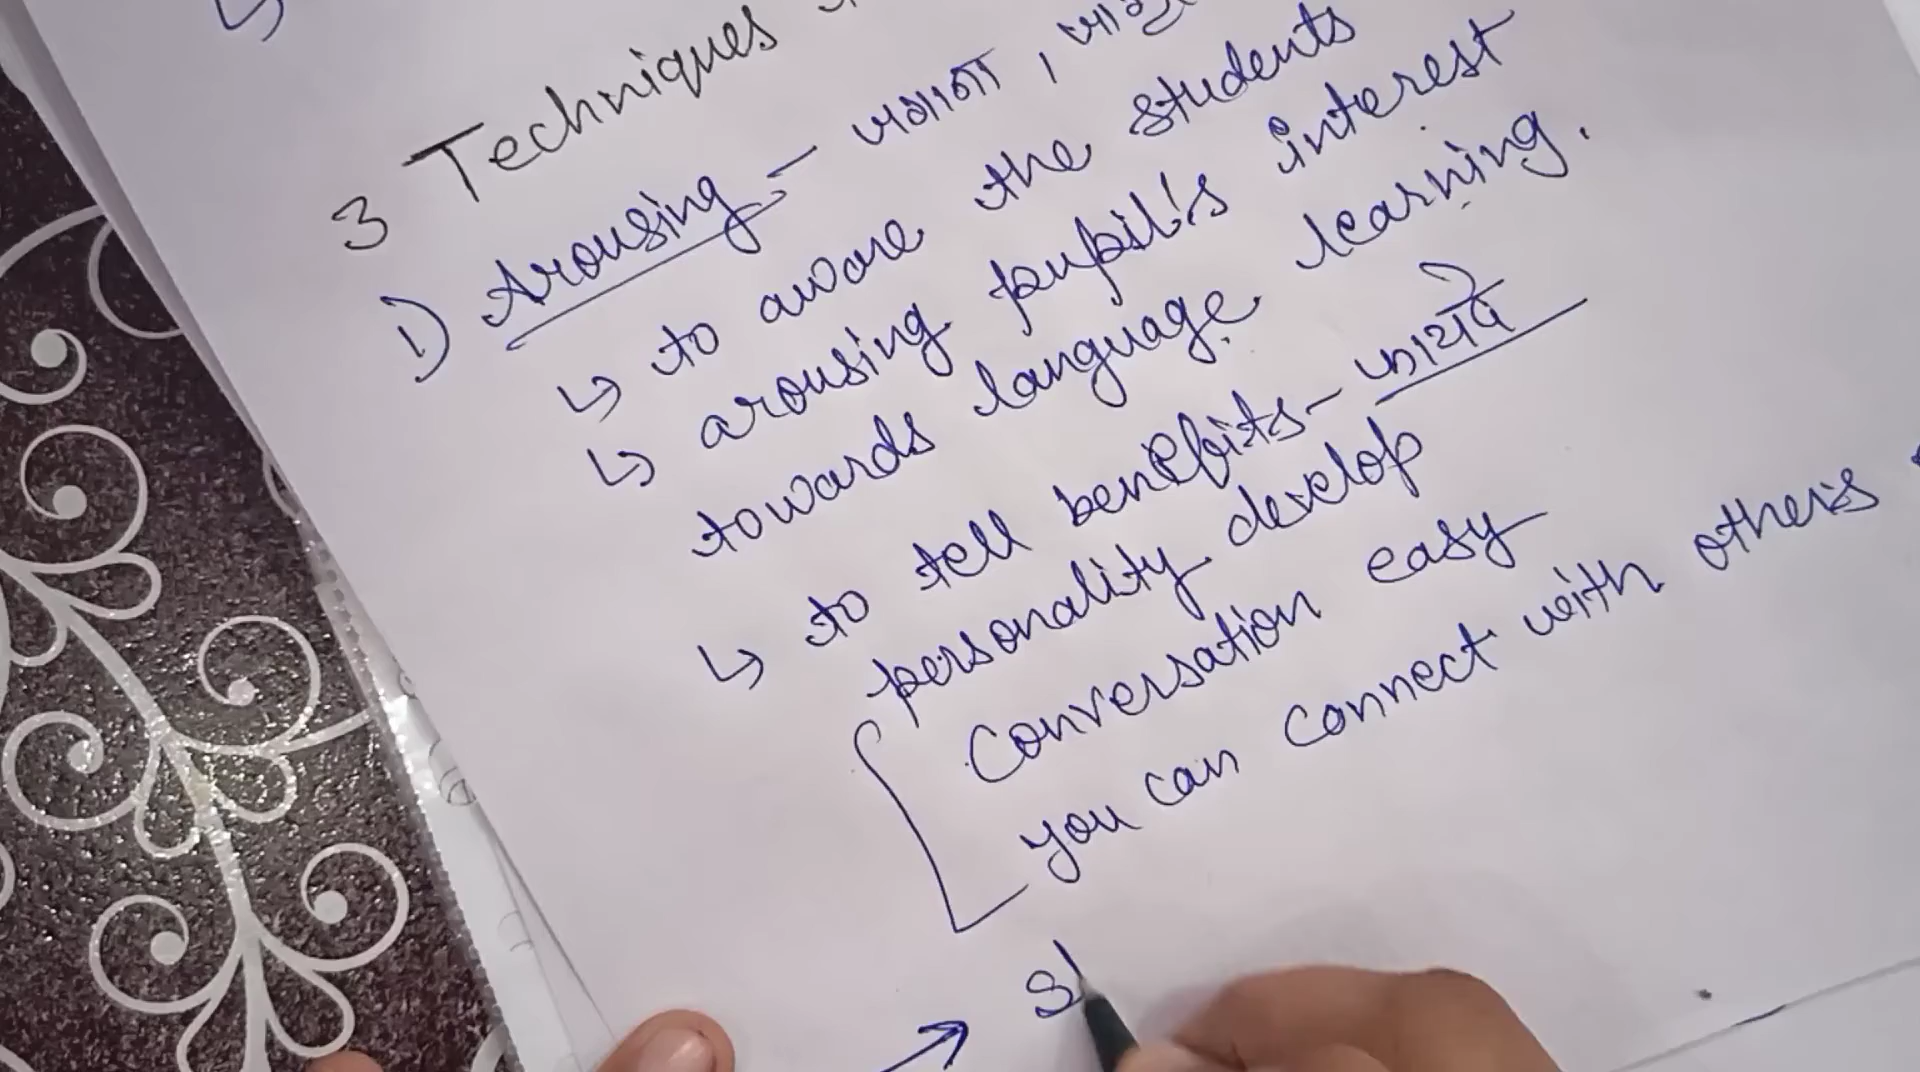 3 Techniques
1) Arousing :- जगाना ,
↳ to aware the students
↳ arousing pupil's interest
towards language learning.
↳ to tell benefits - फायदे
personality develop
Conversation easy
you can connect with others
→